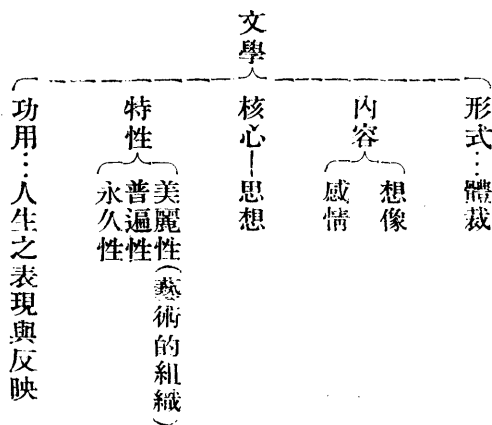 文學
形式…體裁
內容
想像
感情
核心—思想
特性
美麗性(藝術的組織)
普遍性
永久性
功用…人生之表現與反映